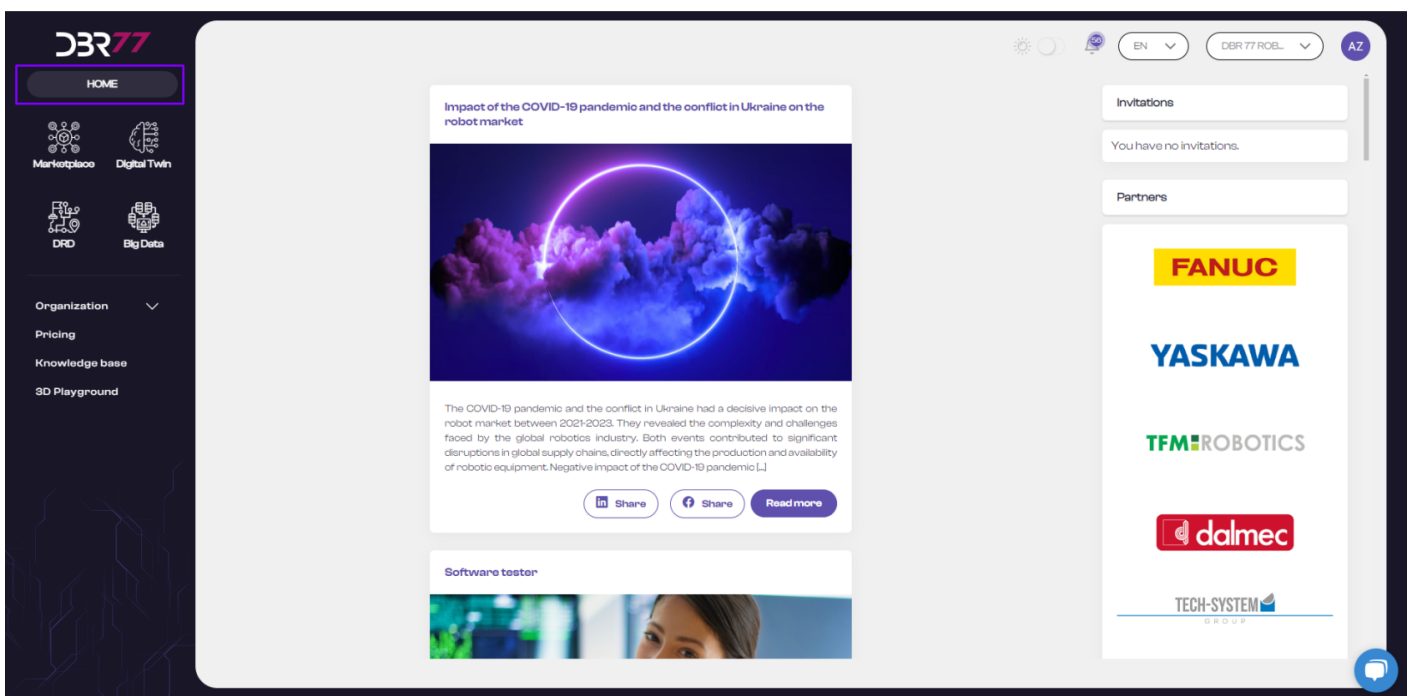 DBR77
HOME
Marketplace
Digital Twin
DRD
Big Data
Organization
Pricing
Knowledge base
3D Playground
56
EN
DBR 77 ROB...
AZ
Impact of the COVID-19 pandemic and the conflict in Ukraine on the
robot market
The COVID-19 pandemic and the conflict in Ukraine had a decisive impact on the
robot market between 2021-2023. They revealed the complexity and challenges
faced by the global robotics industry. Both events contributed to significant
disruptions in global supply chains, directly affecting the production and availability
of robotic equipment. Negative impact of the COVID-19 pandemic [...]
Share
Share
Read more
Software tester
Invitations
You have no invitations.
Partners
FANUC
YASKAWA
TFM ROBOTICS
dalmec
TECH-SYSTEM
GROUP